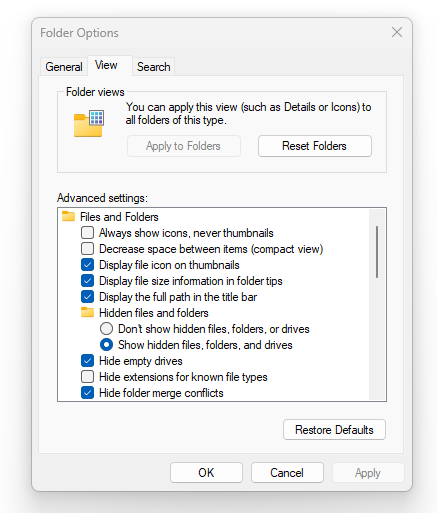 Folder Options
General
View
Search
Folder views
You can apply this view (such as Details or Icons) to
all folders of this type.
Apply to Folders
Reset Folders
Advanced settings:
Files and Folders
Always show icons, never thumbnails
Decrease space between items (compact view)
Display file icon on thumbnails
Display file size information in folder tips
Display the full path in the title bar
Hidden files and folders
Don't show hidden files, folders, or drives
Show hidden files, folders, and drives
Hide empty drives
Hide extensions for known file types
Hide folder merge conflicts
Restore Defaults
OK
Cancel
Apply